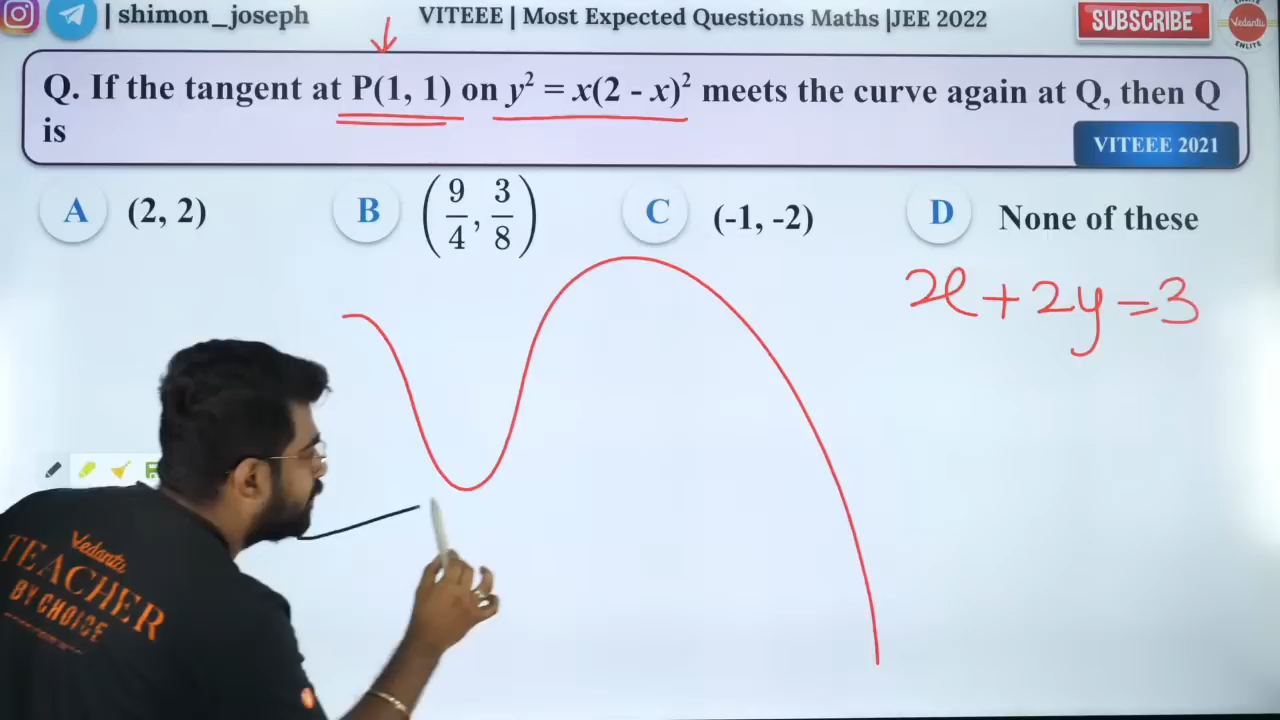 | shimon_joseph
VITEEE | Most Expected Questions Maths |JEE 2022
SUBSCRIBE
Vedantu
ENLITE
Q. If the tangent at P(1, 1) on y² = x(2 - x)² meets the curve again at Q, then Q
is
VITEEE 2021
A (2, 2)
B (9/4, 3/8)
C (-1, -2)
D None of these
x+2y=3
Vedantu
TEACHER
BY CHOICE